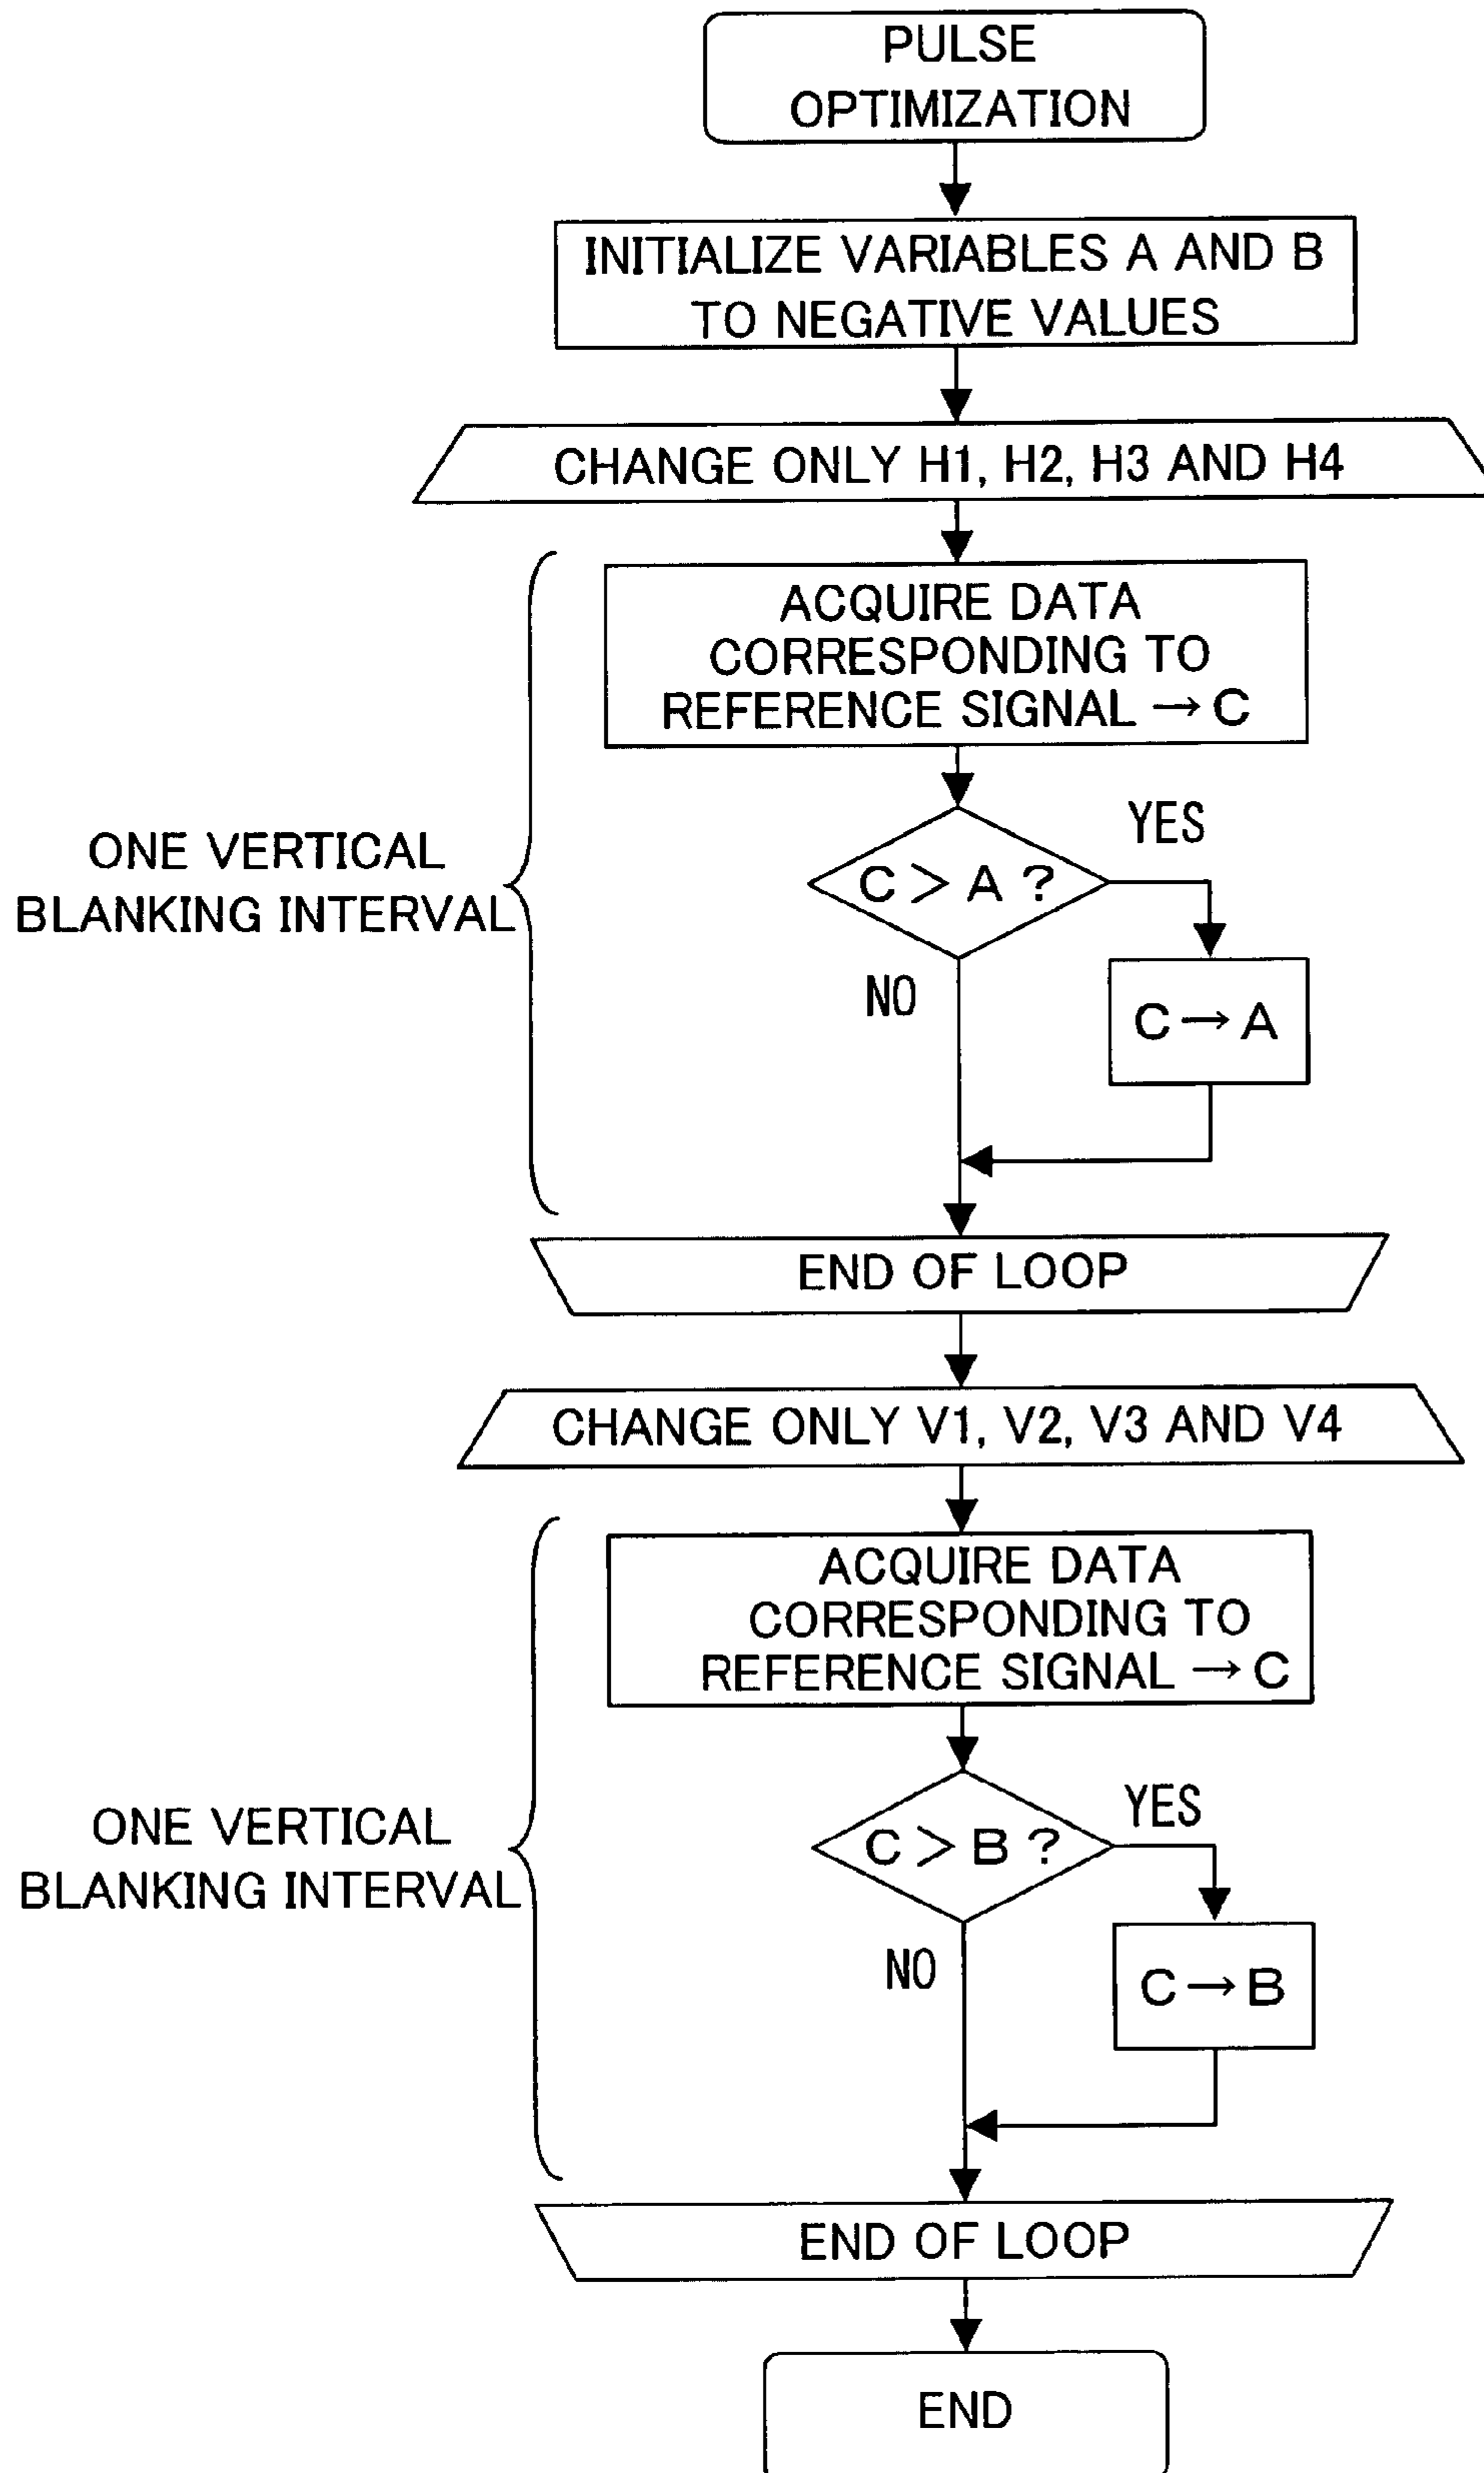 PULSE
OPTIMIZATION
INITIALIZE VARIABLES A AND B
TO NEGATIVE VALUES
CHANGE ONLY H1, H2, H3 AND H4
ACQUIRE DATA
CORRESPONDING TO
REFERENCE SIGNAL → C
ONE VERTICAL
BLANKING INTERVAL
C > A ?
YES
NO
C → A
END OF LOOP
CHANGE ONLY V1, V2, V3 AND V4
ACQUIRE DATA
CORRESPONDING TO
REFERENCE SIGNAL → C
ONE VERTICAL
BLANKING INTERVAL
C > B ?
YES
NO
C → B
END OF LOOP
END